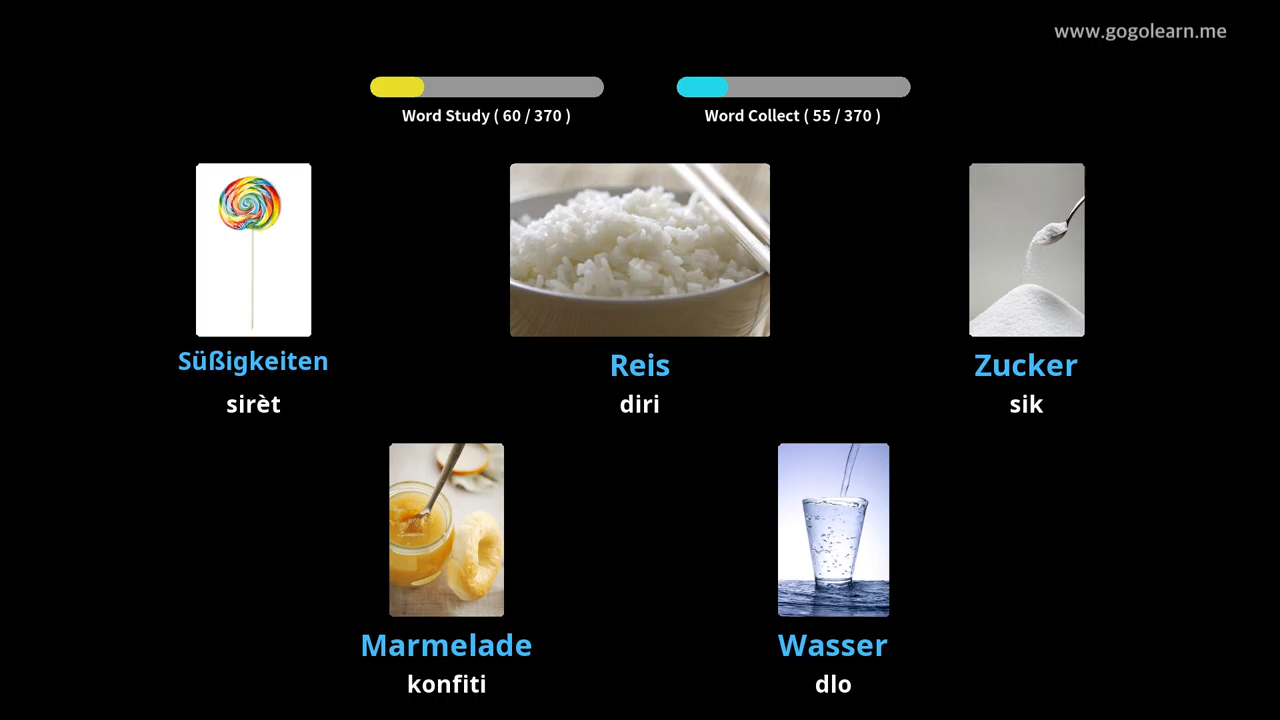 www.gogolearn.me
Word Study ( 60 / 370 )
Word Collect ( 55 / 370 )
Süßigkeiten
sirèt
Reis
diri
Zucker
sik
Marmelade
konfiti
Wasser
dlo